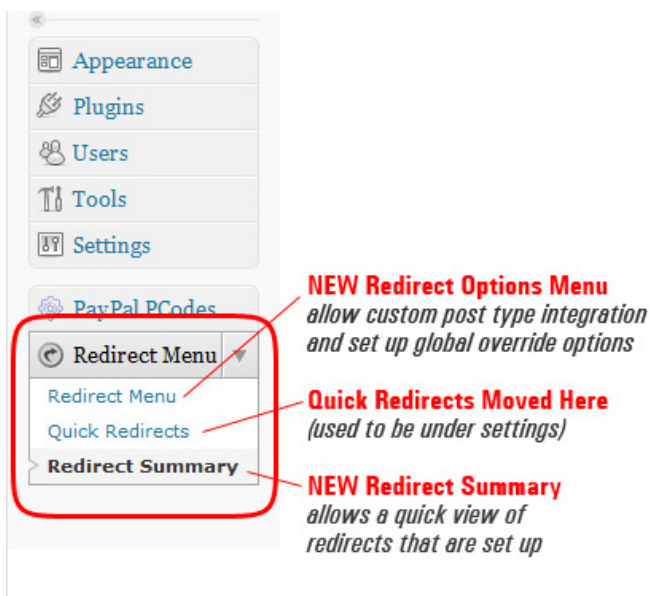 Appearance
Plugins
Users
Tools
Settings
PayPal PCodes
Redirect Menu
Redirect Menu
Quick Redirects
Redirect Summary
NEW Redirect Options Menu
allow custom post type integration
and set up global override options
Quick Redirects Moved Here
(used to be under settings)
NEW Redirect Summary
allows a quick view of
redirects that are set up